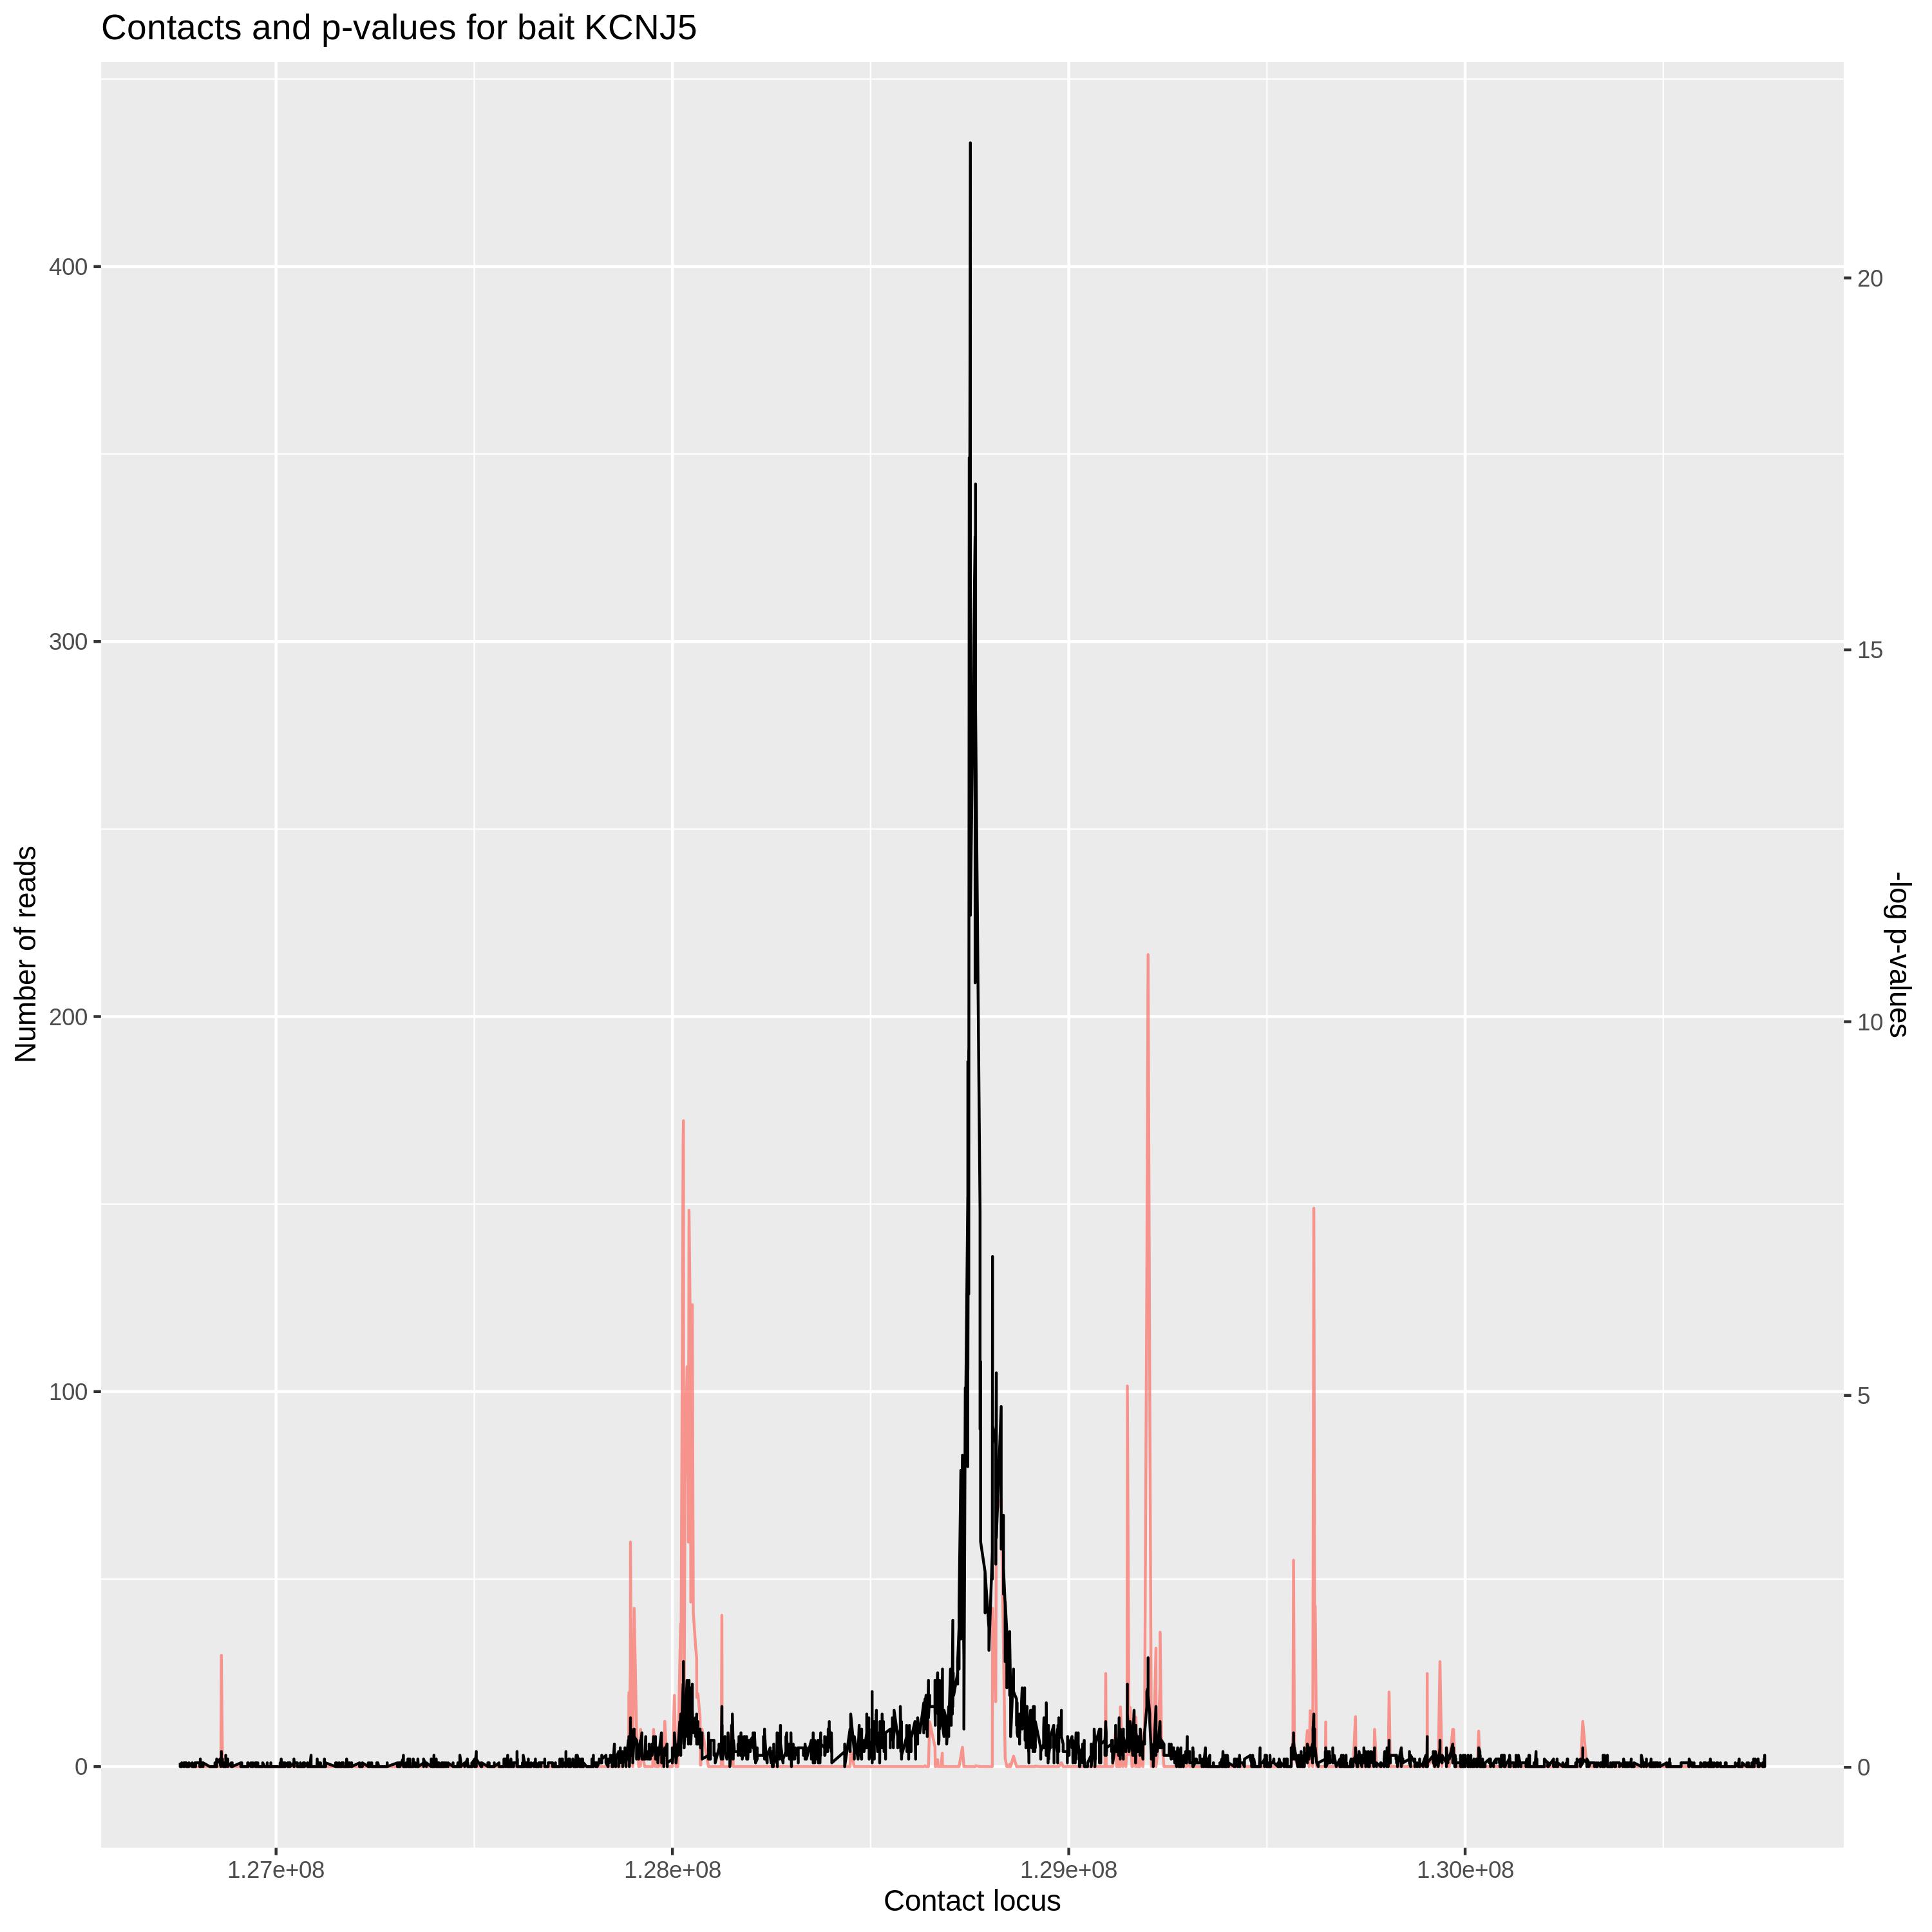 Contacts and p-values for bait KCNJ5
400
300
200
100
0
Number of reads
20
15
10
5
0
-log p-values
1.27e+08 1.28e+08 1.29e+08 1.30e+08
Contact locus